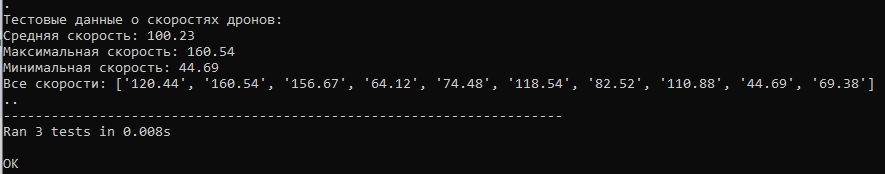 .
Тестовые данные о скоростях дронов:
Средняя скорость: 100.23
Максимальная скорость: 160.54
Минимальная скорость: 44.69
Все скорости: ['120.44', '160.54', '156.67', '64.12', '74.48', '118.54', '82.52', '110.88', '44.69', '69.38']
..
----------------------------------------------------------------------
Ran 3 tests in 0.008s
OK